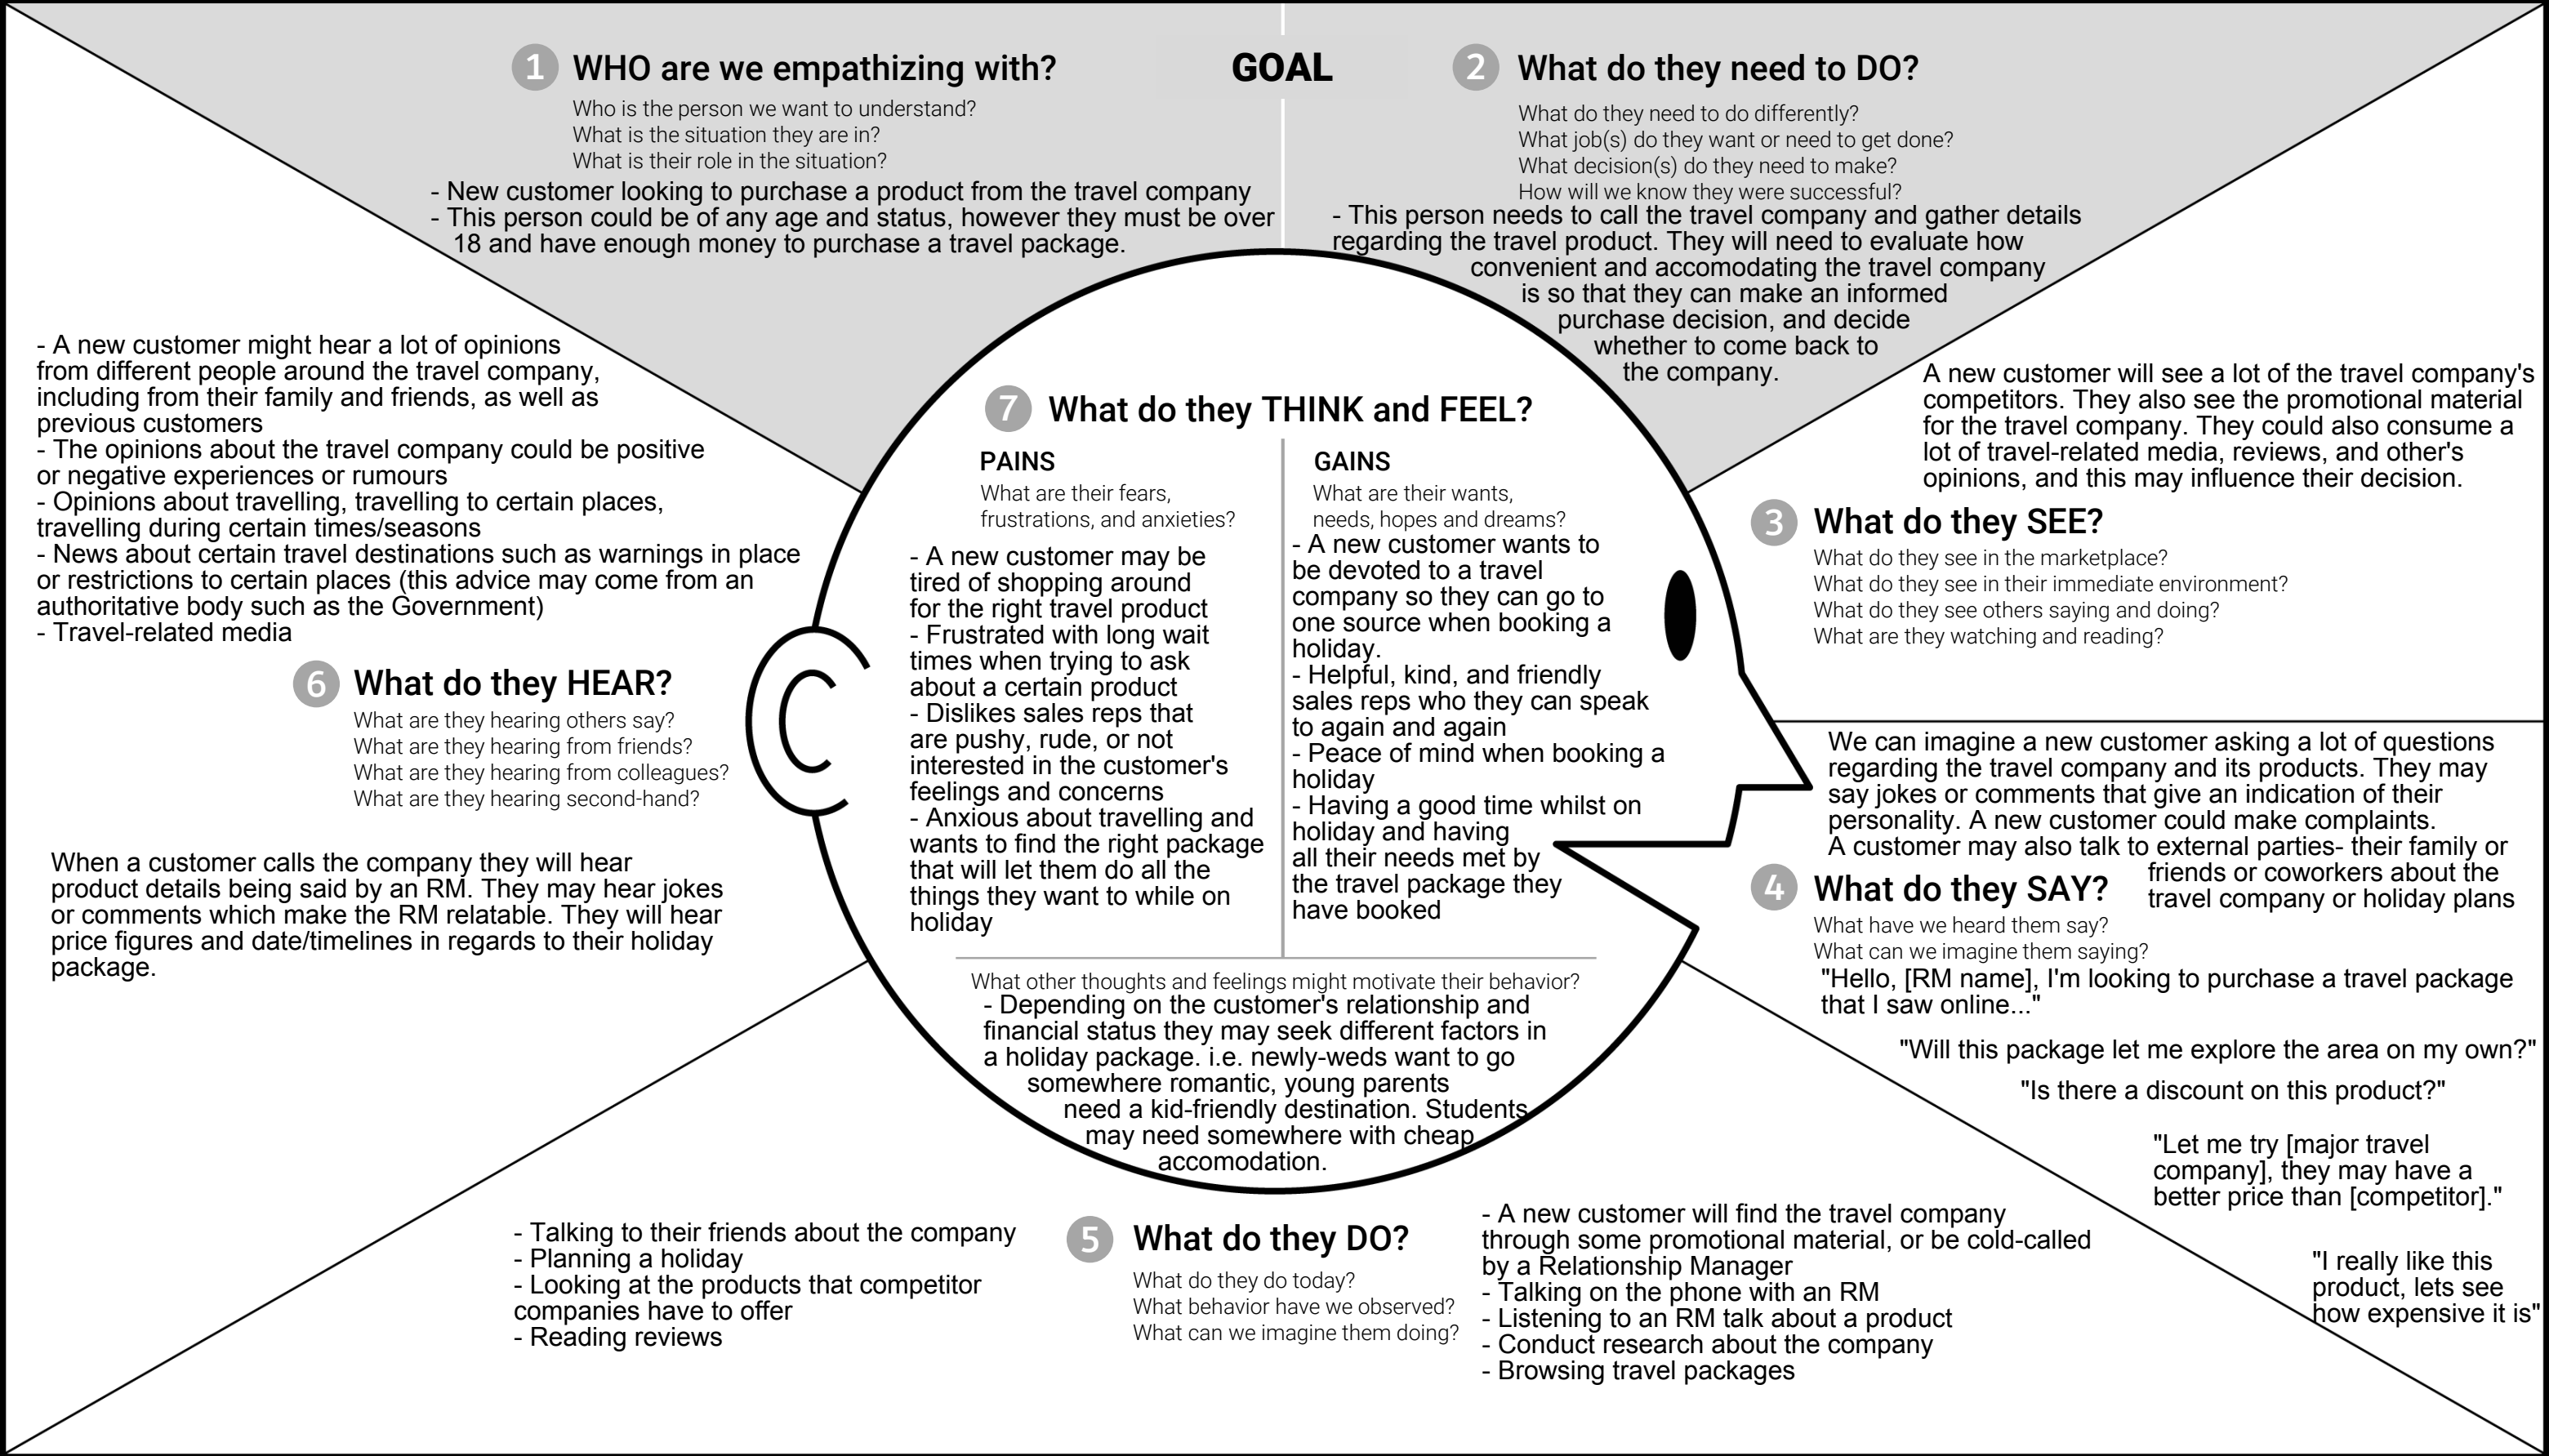 GOAL
1 WHO are we empathizing with?
Who is the person we want to understand?
What is the situation they are in?
What is their role in the situation?
- New customer looking to purchase a product from the travel company
- This person could be of any age and status, however they must be over
18 and have enough money to purchase a travel package.
2 What do they need to DO?
What do they need to do differently?
What job(s) do they want or need to get done?
What decision(s) do they need to make?
How will we know they were successful?
- This person needs to call the travel company and gather details
regarding the travel product. They will need to evaluate how
convenient and accomodating the travel company
is so that they can make an informed
purchase decision, and decide
whether to come back to
the company.
A new customer will see a lot of the travel company's
competitors. They also see the promotional material
for the travel company. They could also consume a
lot of travel-related media, reviews, and other's
opinions, and this may influence their decision.
3 What do they SEE?
What do they see in the marketplace?
What do they see in their immediate environment?
What do they see others saying and doing?
What are they watching and reading?
We can imagine a new customer asking a lot of questions
regarding the travel company and its products. They may
say jokes or comments that give an indication of their
personality. A new customer could make complaints.
A customer may also talk to external parties- their family or
friends or coworkers about the
travel company or holiday plans
4 What do they SAY?
What have we heard them say?
What can we imagine them saying?
"Hello, [RM name], I'm looking to purchase a travel package
that I saw online..."
"Will this package let me explore the area on my own?"
"Is there a discount on this product?"
"Let me try [major travel
company], they may have a
better price than [competitor]."
"I really like this
product, lets see
how expensive it is"
5 What do they DO?
What do they do today?
What behavior have we observed?
What can we imagine them doing?
- Talking to their friends about the company
- Planning a holiday
- Looking at the products that competitor
companies have to offer
- Reading reviews
- A new customer will find the travel company
through some promotional material, or be cold-called
by a Relationship Manager
- Talking on the phone with an RM
- Listening to an RM talk about a product
- Conduct research about the company
- Browsing travel packages
- A new customer might hear a lot of opinions
from different people around the travel company,
including from their family and friends, as well as
previous customers
- The opinions about the travel company could be positive
or negative experiences or rumours
- Opinions about travelling, travelling to certain places,
travelling during certain times/seasons
- News about certain travel destinations such as warnings in place
or restrictions to certain places (this advice may come from an
authoritative body such as the Government)
- Travel-related media
6 What do they HEAR?
What are they hearing others say?
What are they hearing from friends?
What are they hearing from colleagues?
What are they hearing second-hand?
When a customer calls the company they will hear
product details being said by an RM. They may hear jokes
or comments which make the RM relatable. They will hear
price figures and date/timelines in regards to their holiday
package.
7 What do they THINK and FEEL?
PAINS
What are their fears,
frustrations, and anxieties?
- A new customer may be
tired of shopping around
for the right travel product
- Frustrated with long wait
times when trying to ask
about a certain product
- Dislikes sales reps that
are pushy, rude, or not
interested in the customer's
feelings and concerns
- Anxious about travelling and
wants to find the right package
that will let them do all the
things they want to while on
holiday
GAINS
What are their wants,
needs, hopes and dreams?
- A new customer wants to
be devoted to a travel
company so they can go to
one source when booking a
holiday.
- Helpful, kind, and friendly
sales reps who they can speak
to again and again
- Peace of mind when booking a
holiday
- Having a good time whilst on
holiday and having
all their needs met by
the travel package they
have booked
What other thoughts and feelings might motivate their behavior?
- Depending on the customer's relationship and
financial status they may seek different factors in
a holiday package. i.e. newly-weds want to go
somewhere romantic, young parents
need a kid-friendly destination. Students
may need somewhere with cheap
accomodation.